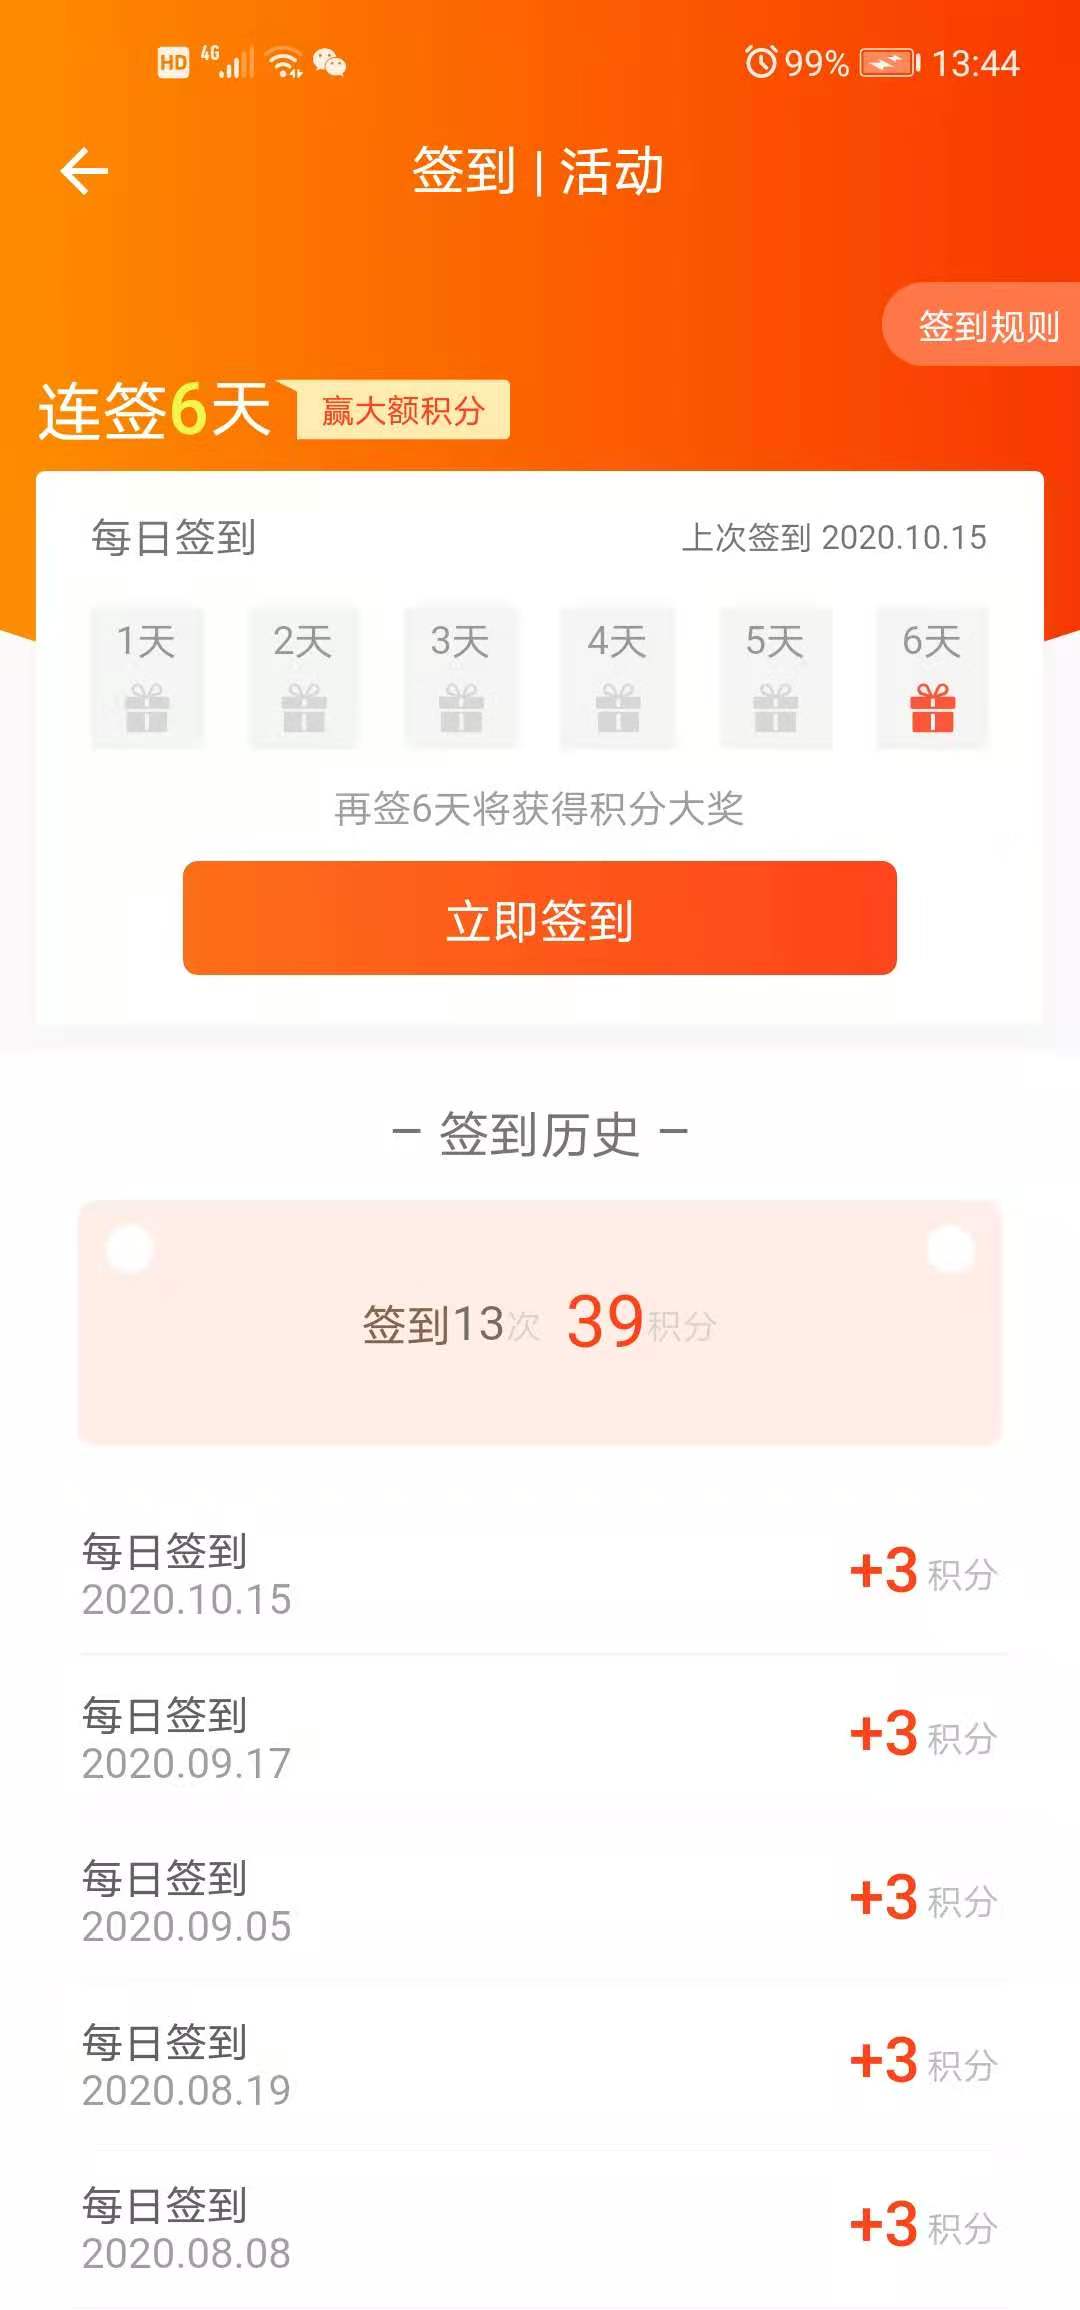 HD 4G 99% 13:44
签到 | 活动
签到规则
连签6天 赢大额积分
每日签到 上次签到 2020.10.15
1天 2天 3天 4天 5天 6天
再签6天将获得积分大奖
立即签到
– 签到历史 –
签到13次 39积分
每日签到
2020.10.15
+3 积分
每日签到
2020.09.17
+3 积分
每日签到
2020.09.05
+3 积分
每日签到
2020.08.19
+3 积分
每日签到
2020.08.08
+3 积分